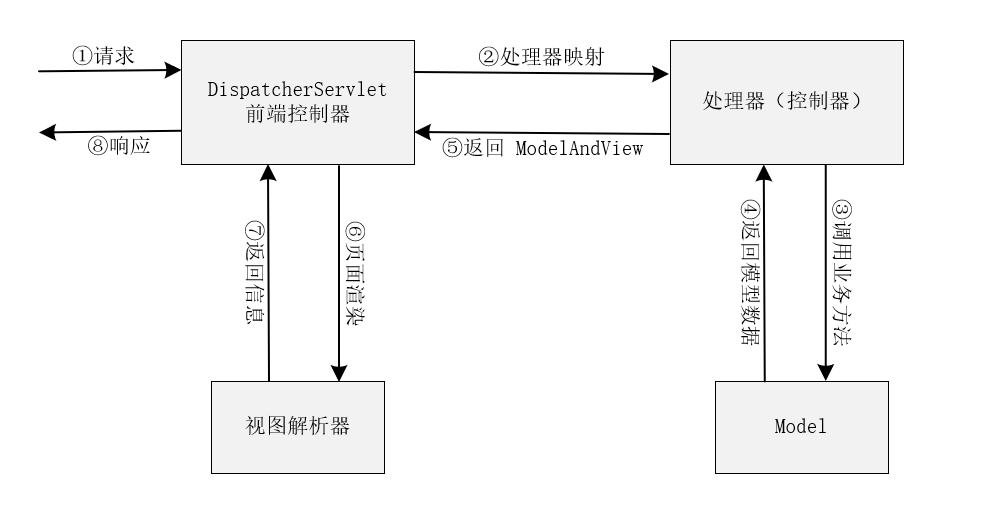 ①请求
②处理器映射
DispatcherServlet
前端控制器
处理器（控制器）
⑧响应
⑤返回 ModelAndView
⑦返回信息
⑥页面渲染
④返回模型数据
③调用业务方法
视图解析器
Model